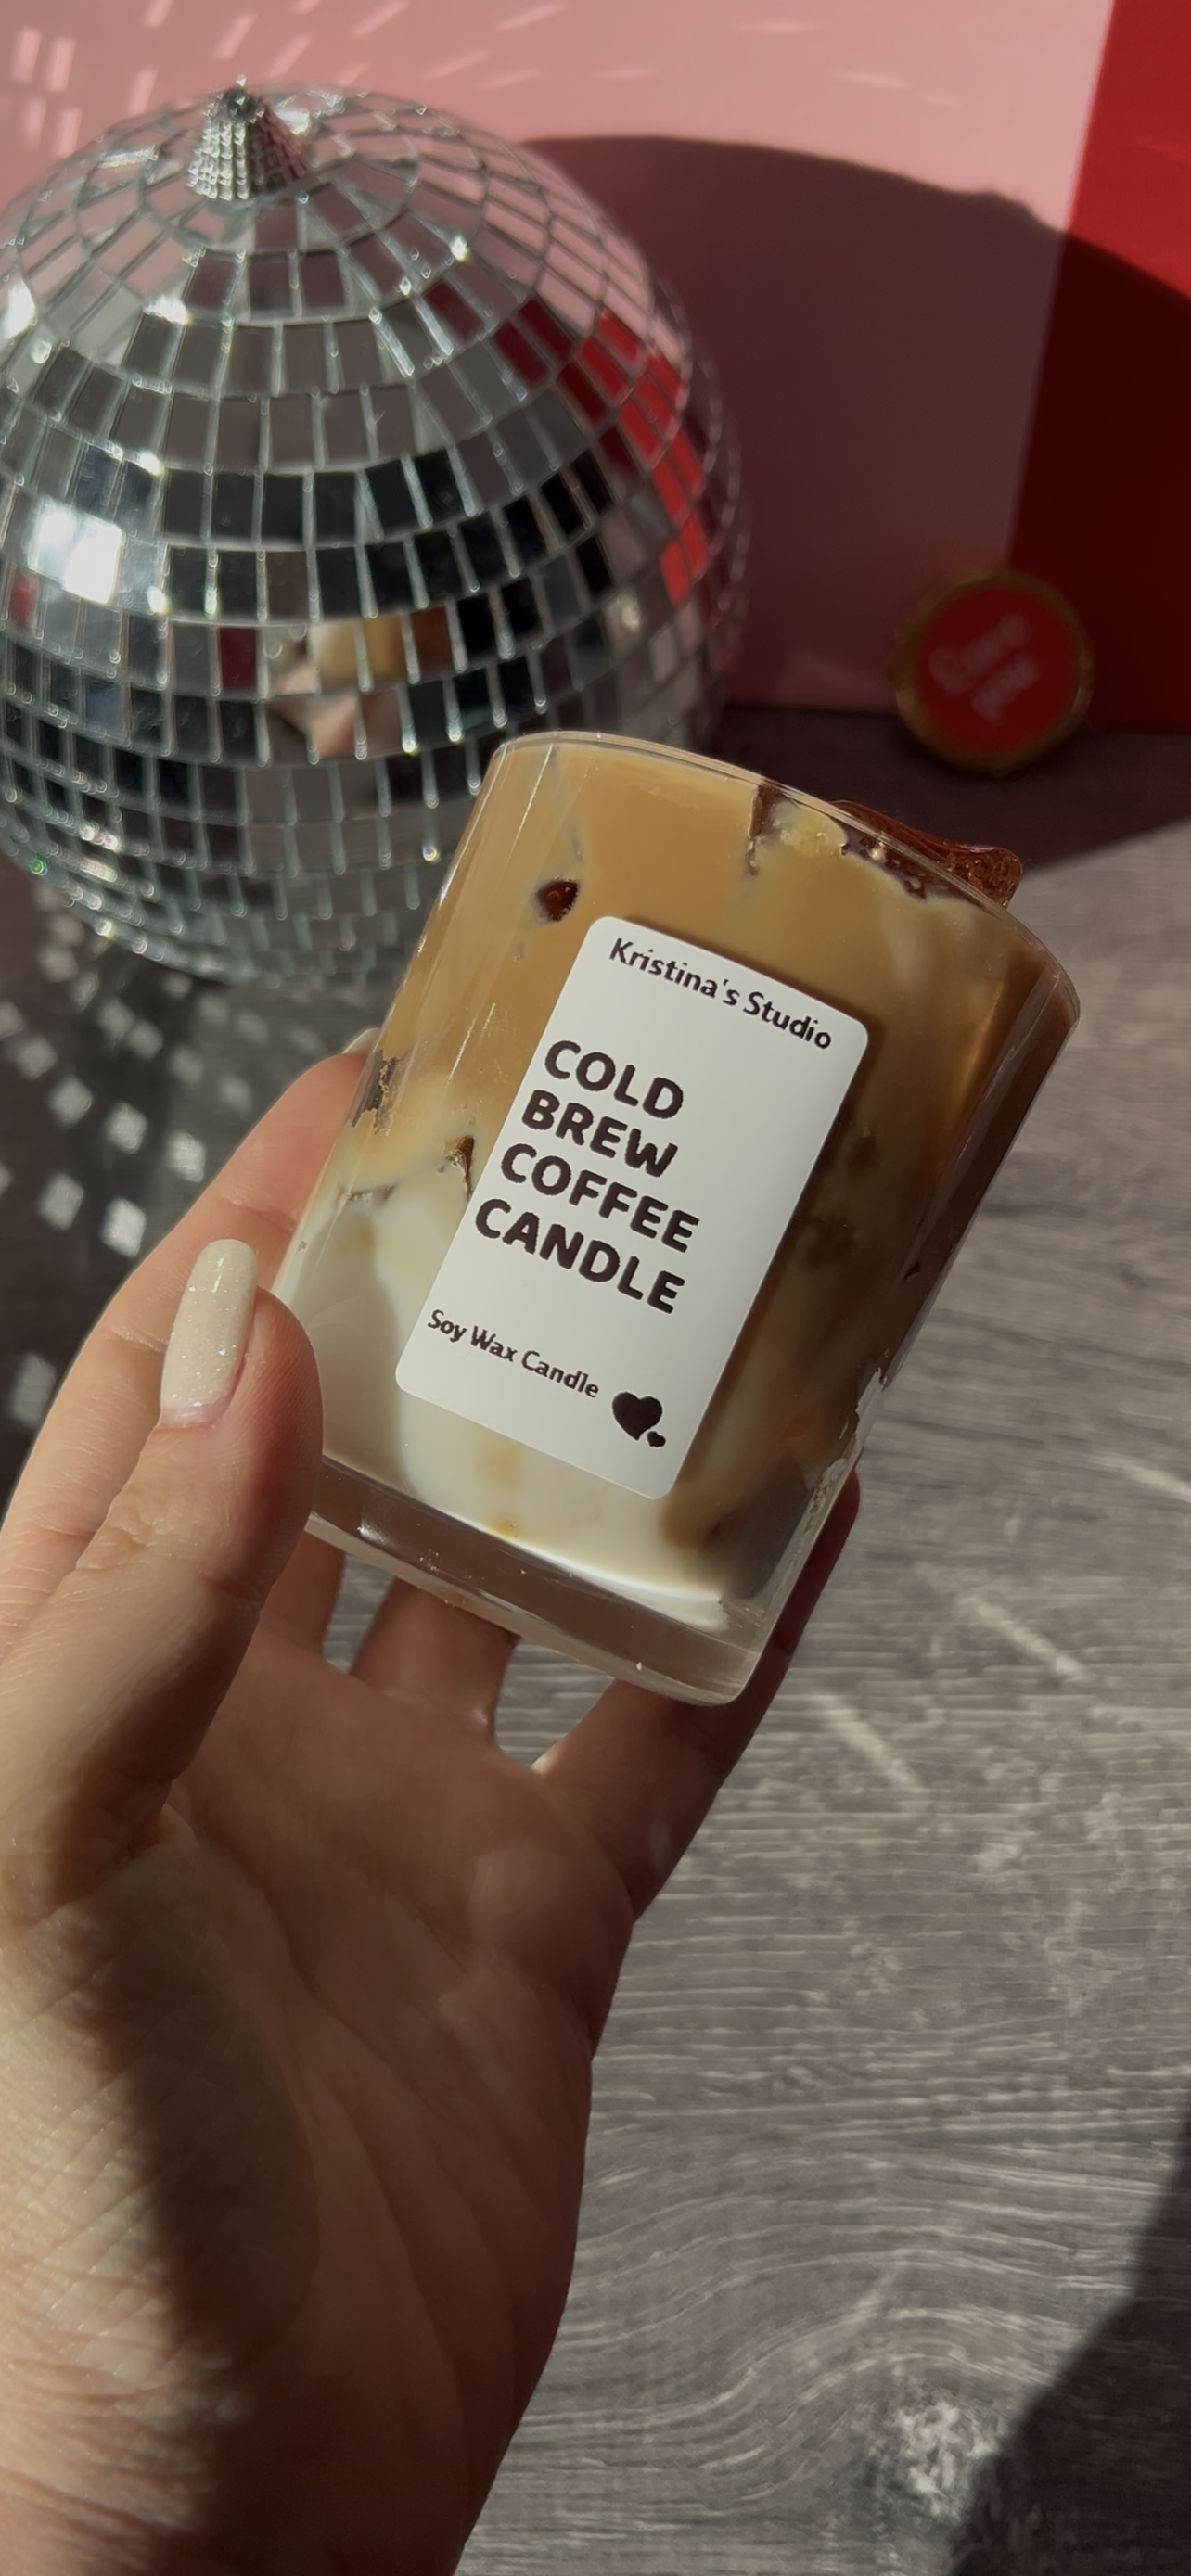 Kristina's Studio
COLD
BREW
COFFEE
CANDLE
Soy Wax Candle